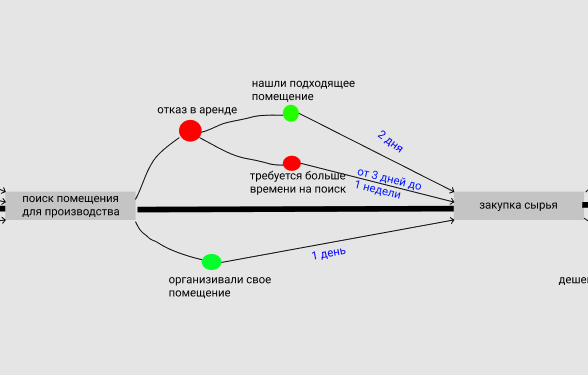 нашли подходящее
помещение
отказ в аренде
2 дня
требуется больше
времени на поиск
от 3 дней до
1 недели
поиск помещения
для производства
закупка сырья
1 день
организивали свое
помещение